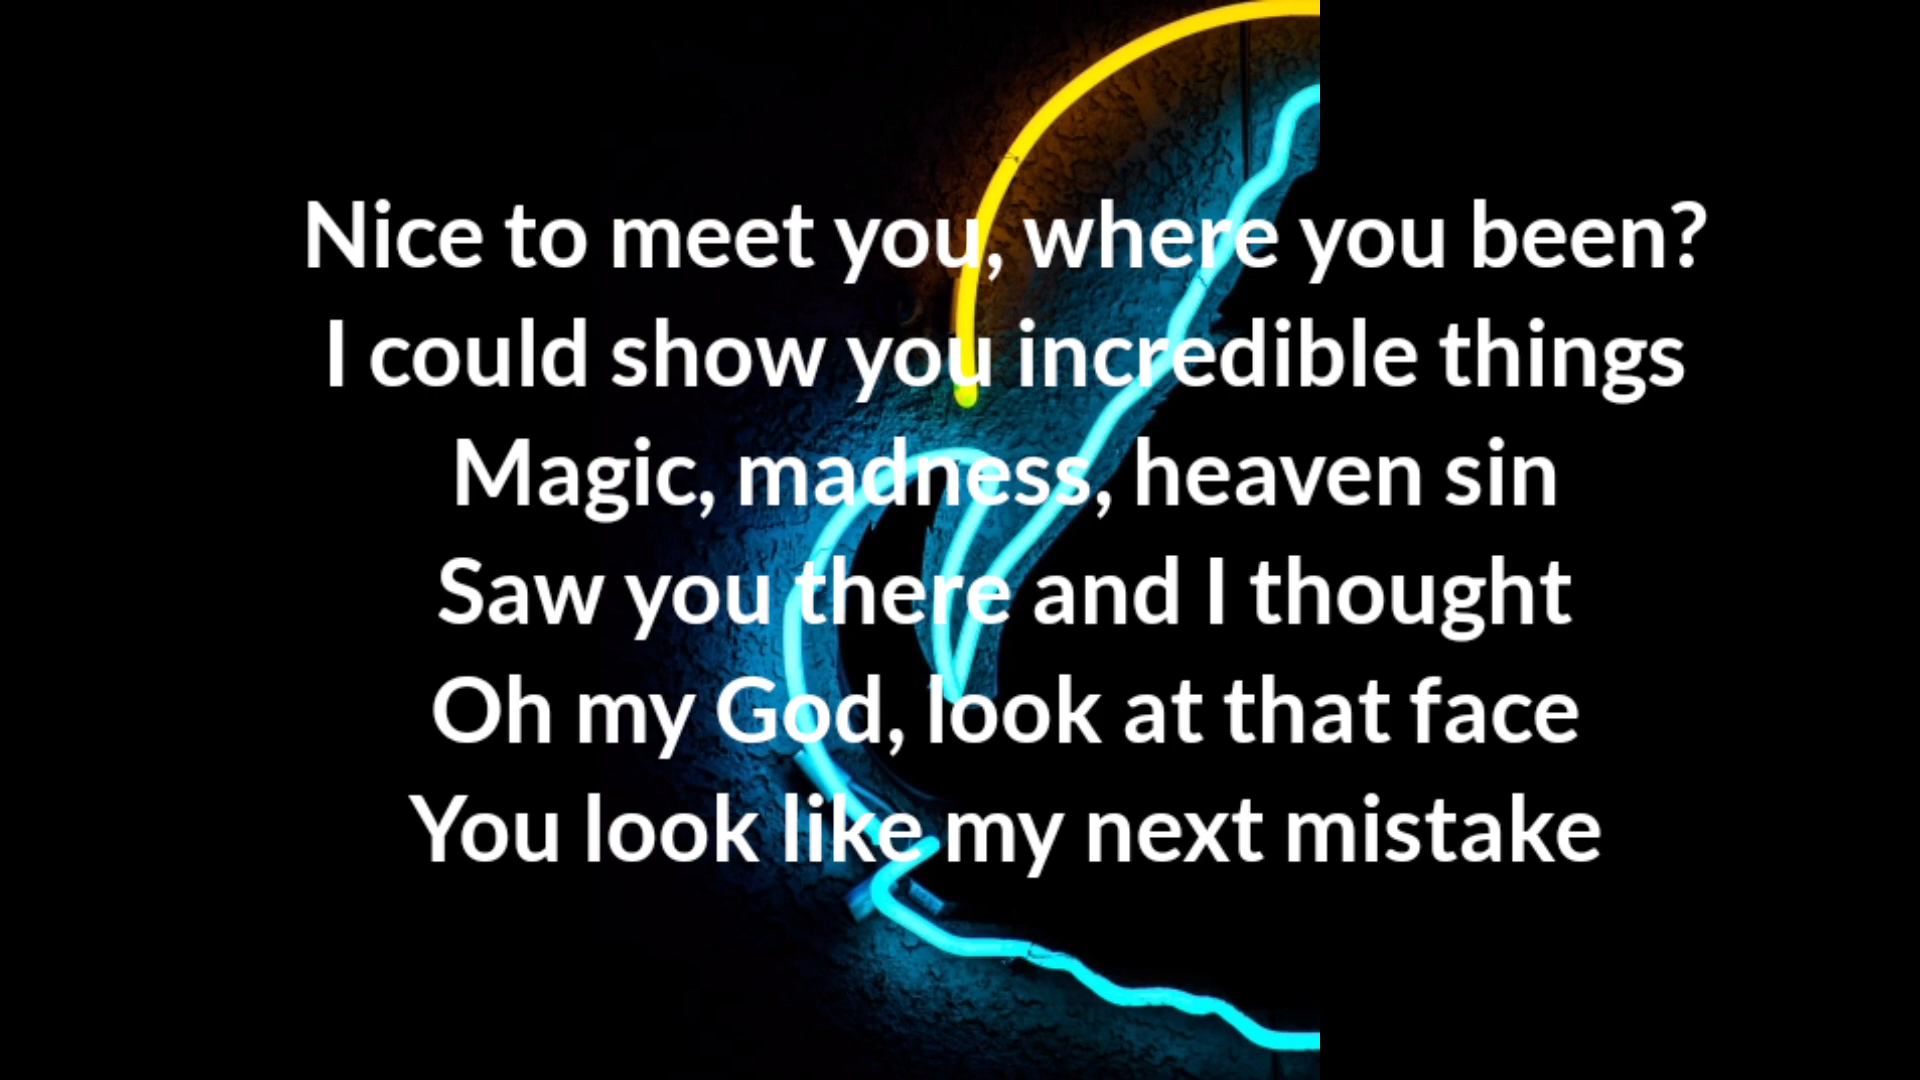 Nice to meet you, where you been?
I could show you incredible things
Magic, madness, heaven sin
Saw you there and I thought
Oh my God, look at that face
You look like my next mistake